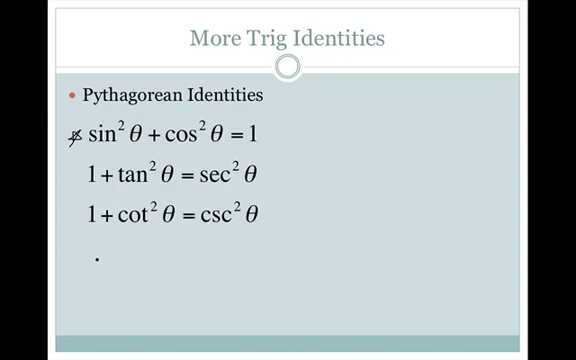 More Trig Identities
• Pythagorean Identities
* sin² θ + cos² θ = 1
1 + tan² θ = sec² θ
1 + cot² θ = csc² θ